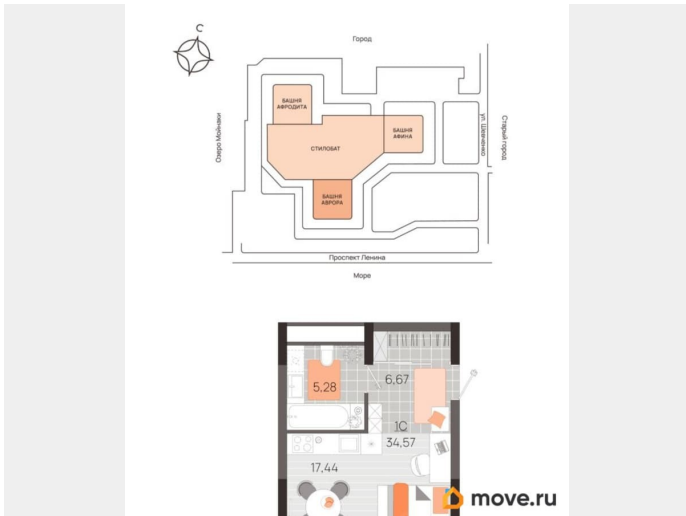 С
Город
БАШНЯ
АФРОДИТА
БАШНЯ
АФИНА
СТИЛОБАТ
БАШНЯ
АВРОРА
Озеро Мойнаки
ул. Шевченко
Старый город
Проспект Ленина
Море
5,28
6,67
1С
34,57
17,44
move.ru